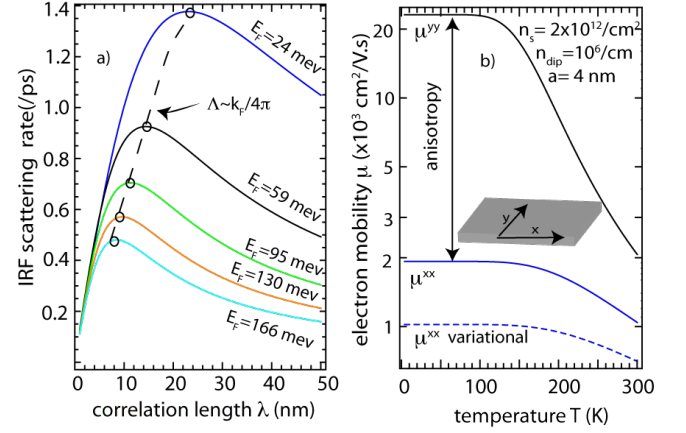 IRF scattering rate(/ps)
1.4
1.2
1.0
0.8
0.6
0.4
0.2
a)
E_F=24 mev
Λ~k_F/4π
E_F=59 mev
E_F=95 mev
E_F=130 mev
E_F=166 mev
0 10 20 30 40 50
correlation length λ (nm)
electron mobility μ (x10³ cm²/V.s)
20
10
3
2
1
μ^yy
b)
n_s= 2x10¹²/cm²
n_dip=10⁶/cm
a= 4 nm
anisotropy
y
x
μ^xx
μ^xx variational
0 100 200 300
temperature T (K)